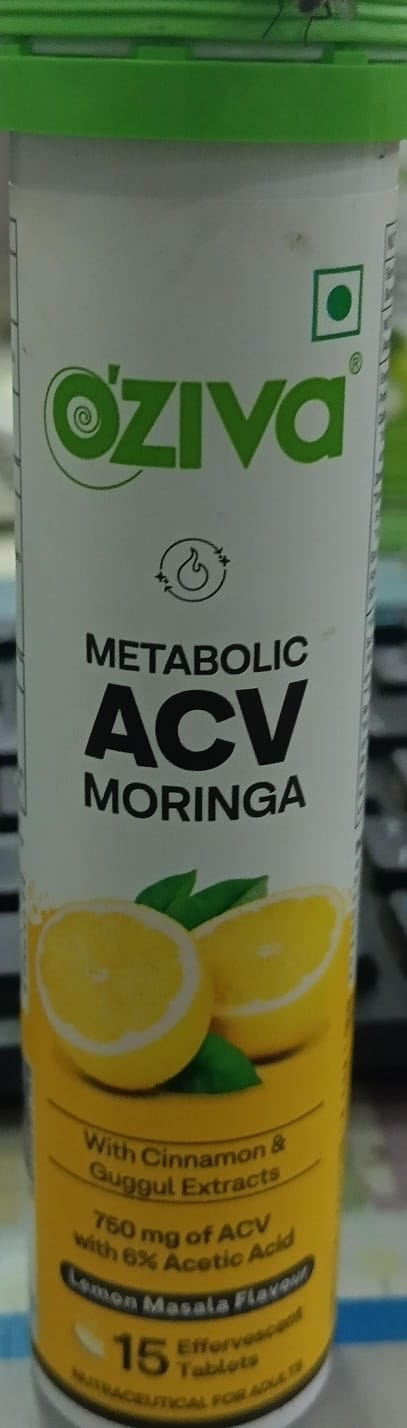 O'ZIVA®
METABOLIC
ACV
MORINGA
With Cinnamon &
Guggul Extracts
750 mg of ACV
with 6% Acetic Acid
Lemon Masala Flavour
15 Effervescent
Tablets
NUTRACEUTICAL FOR ADULTS